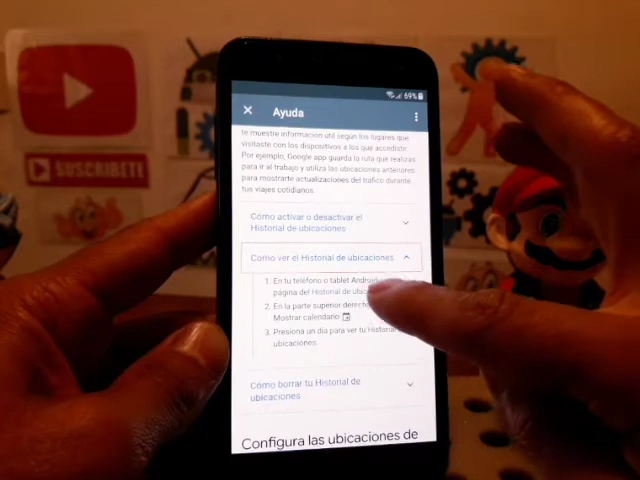 SUSCRIBETE
69%
Ayuda
te muestre información útil según los lugares que
visitaste con los dispositivos a los que accediste.
Por ejemplo, Google app guarda la ruta que realizas
para ir al trabajo y utiliza las ubicaciones anteriores
para mostrarte actualizaciones del tráfico durante
tus viajes cotidianos.
Cómo activar o desactivar el
Historial de ubicaciones
Cómo ver el Historial de ubicaciones
1. En tu teléfono o tablet Android
página del Historial de
2. En la parte superior
Mostrar calendario
3. Presiona un día para ver tu Historial
ubicaciones.
Cómo borrar tu Historial de
ubicaciones
Configura las ubicaciones de